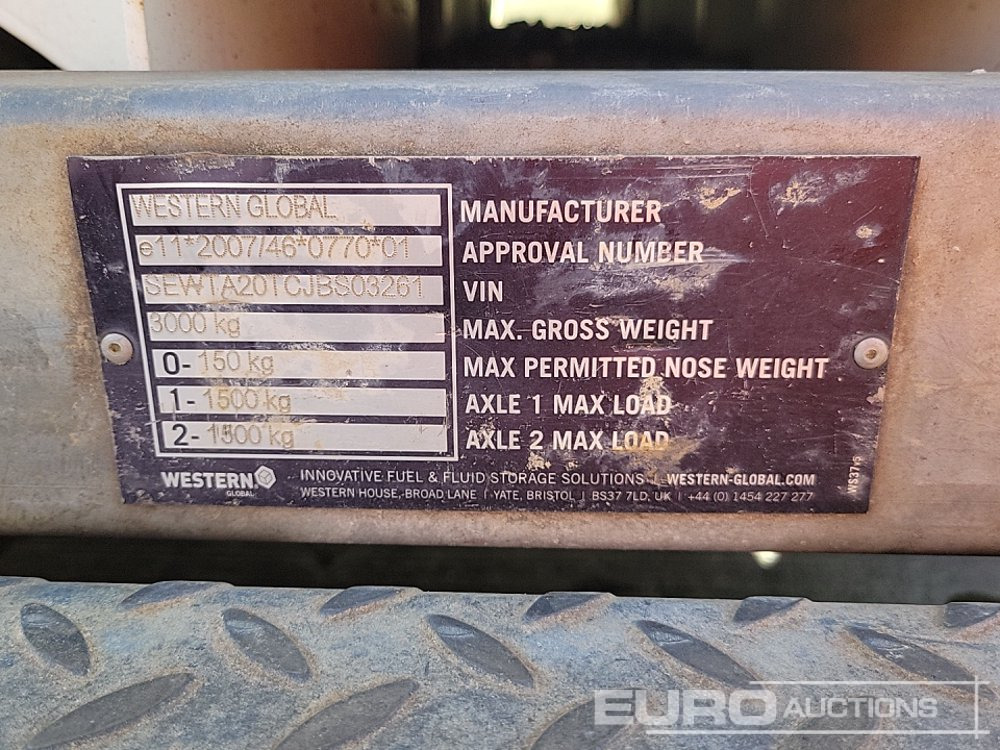 WESTERN GLOBAL MANUFACTURER
e11*2007/46*0770*01 APPROVAL NUMBER
SEWTA20TCJBS03261 VIN
3000 kg MAX. GROSS WEIGHT
0- 150 kg MAX PERMITTED NOSE WEIGHT
1- 1500 kg AXLE 1 MAX LOAD
2- 1500 kg AXLE 2 MAX LOAD
WESTERN GLOBAL
INNOVATIVE FUEL & FLUID STORAGE SOLUTIONS | WESTERN-GLOBAL.COM
WESTERN HOUSE, BROAD LANE | YATE, BRISTOL | BS37 7LD, UK | +44 (0) 1454 227 277
EURO AUCTIONS